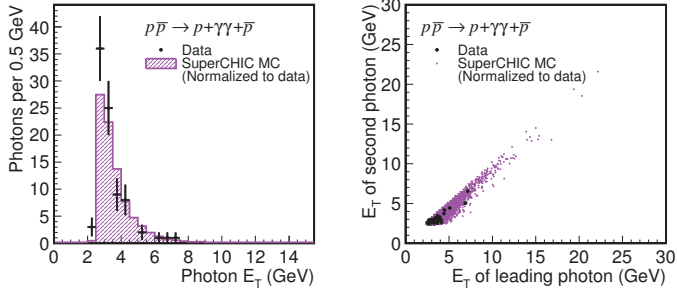 pp̅ → p+γγ+p̅
Data
SuperCHIC MC
(Normalized to data)
Photons per 0.5 GeV
40
35
30
25
20
15
10
5
0
0 2 4 6 8 10 12 14
Photon E_T (GeV)
pp̅ → p+γγ+p̅
Data
SuperCHIC MC
(Normalized to data)
E_T of second photon (GeV)
30
25
20
15
10
5
0
0 5 10 15 20 25 30
E_T of leading photon (GeV)